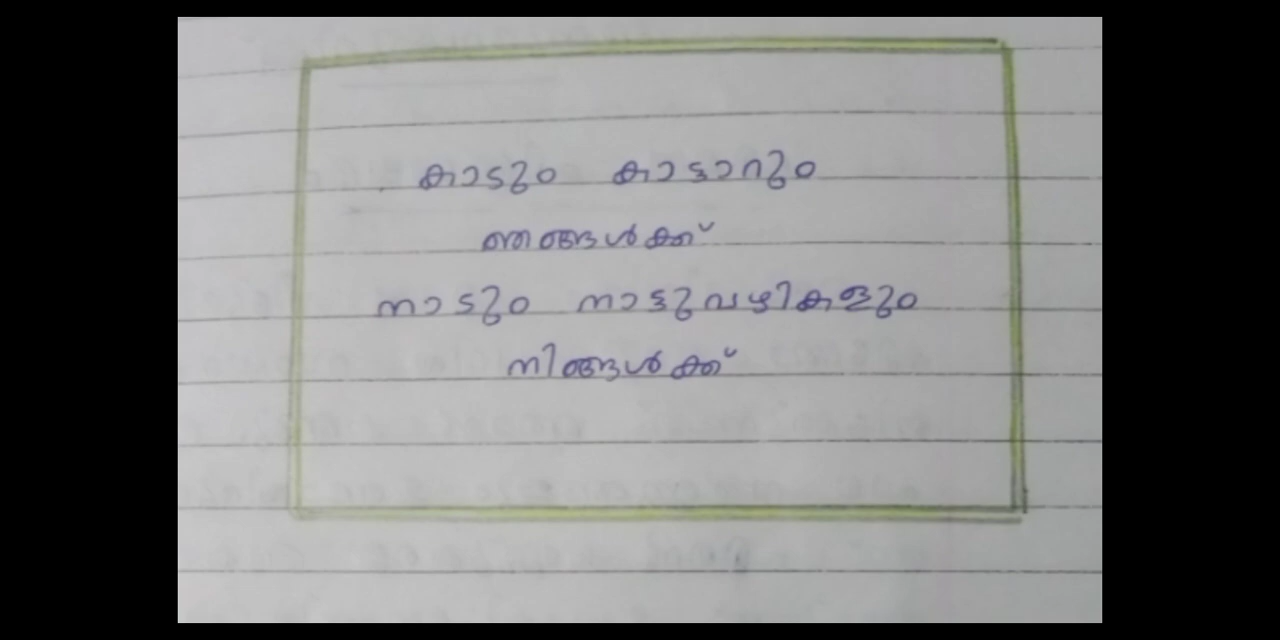 കാടും കാട്ടാറും
ഞങ്ങൾക്ക്
നാടും നാട്ടുവഴികളും
നിങ്ങൾക്ക്